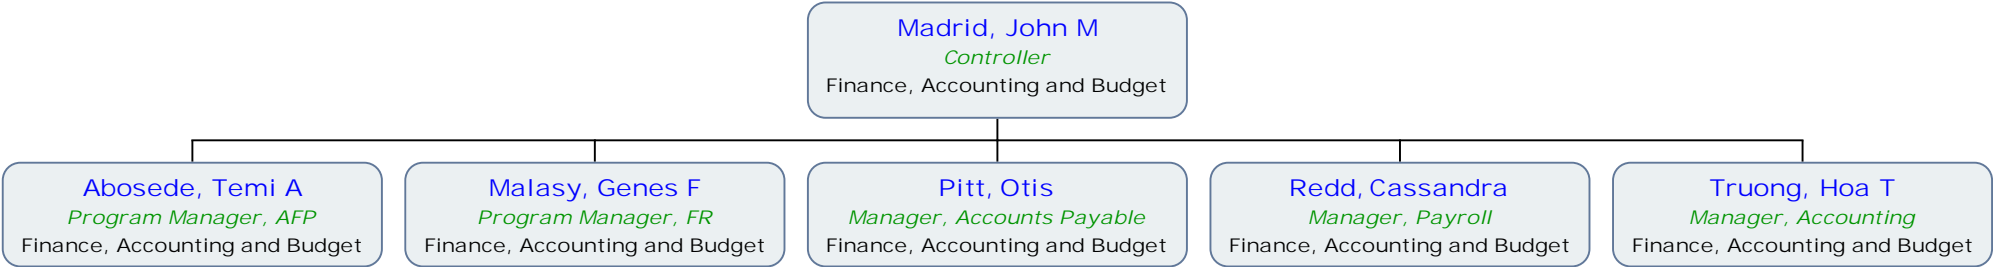 Madrid, John M
Controller
Finance, Accounting and Budget
Abosede, Temi A
Program Manager, AFP
Finance, Accounting and Budget
Malasy, Genes F
Program Manager, FR
Finance, Accounting and Budget
Pitt, Otis
Manager, Accounts Payable
Finance, Accounting and Budget
Redd, Cassandra
Manager, Payroll
Finance, Accounting and Budget
Truong, Hoa T
Manager, Accounting
Finance, Accounting and Budget